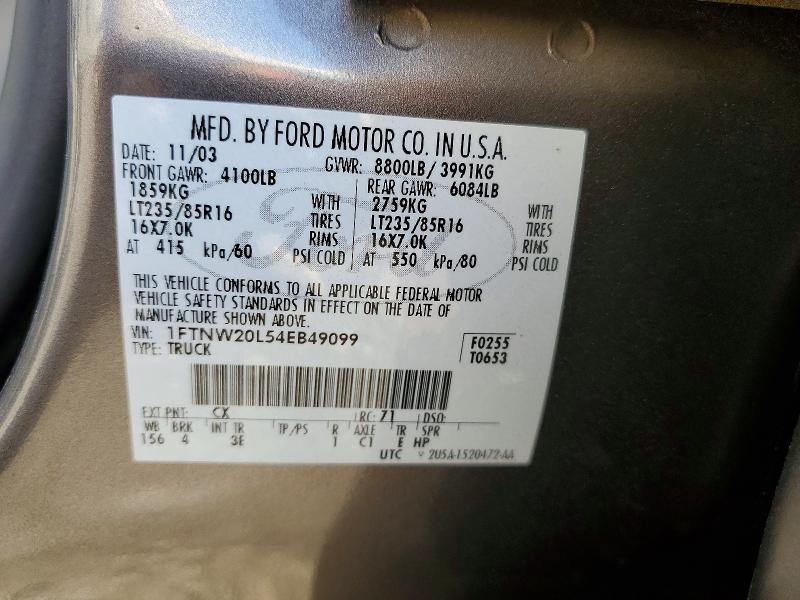 MFD. BY FORD MOTOR CO. IN U.S.A.
DATE: 11/03 GVWR: 8800LB/ 3991KG
FRONT GAWR: 4100LB REAR GAWR: 6084LB
1859KG WITH 2759KG WITH
LT235/85R16 TIRES LT235/85R16 TIRES
16X7.0K RIMS 16X7.0K RIMS
AT 415 kPa/60 PSI COLD AT 550 kPa/80 PSI COLD
Ford
THIS VEHICLE CONFORMS TO ALL APPLICABLE FEDERAL MOTOR
VEHICLE SAFETY STANDARDS IN EFFECT ON THE DATE OF
MANUFACTURE SHOWN ABOVE.
VIN: 1FTNW20L54EB49099 F0255
TYPE: TRUCK T0653
EXT PNT: CX RC: 71 DSO:
WB BRK INT TR TP/PS R AXLE TR SPR
156 4 3E 1 C1 E HP
UTC 2U5A-1520472-AA